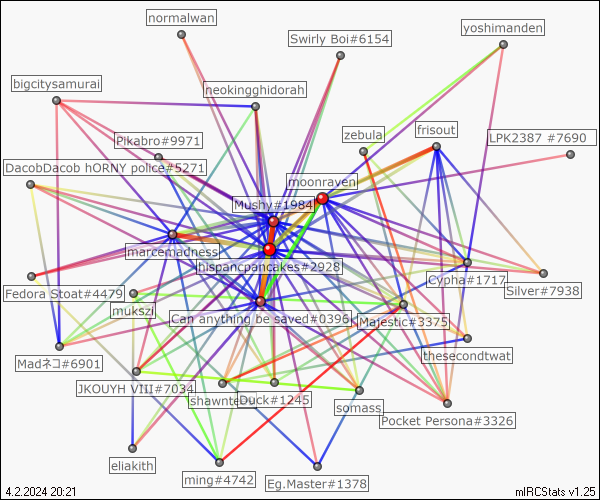 normalwan
yoshimanden
Swirly Boi#6154
bigcitysamurai
neokingghidorah
zebula
frisout
LPK2387 #7690
Pikabro#9971
DacobDacob hORNY police#5271
moonraven
Mushy#1984
marcemadness
hispancpancakes#2928
Cypha#1717
Silver#7938
Fedora Stoat#4479
mukszi
Can anything be saved#0396
Majestic#3375
Madネコ#6901
thesecondtwat
JKOUYH VIII#7034
shawnte
Duck#1245
somass
Pocket Persona#3326
eliakith
ming#4742
Eg.Master#1378
4.2.2024 20:21
mIRCStats v1.25